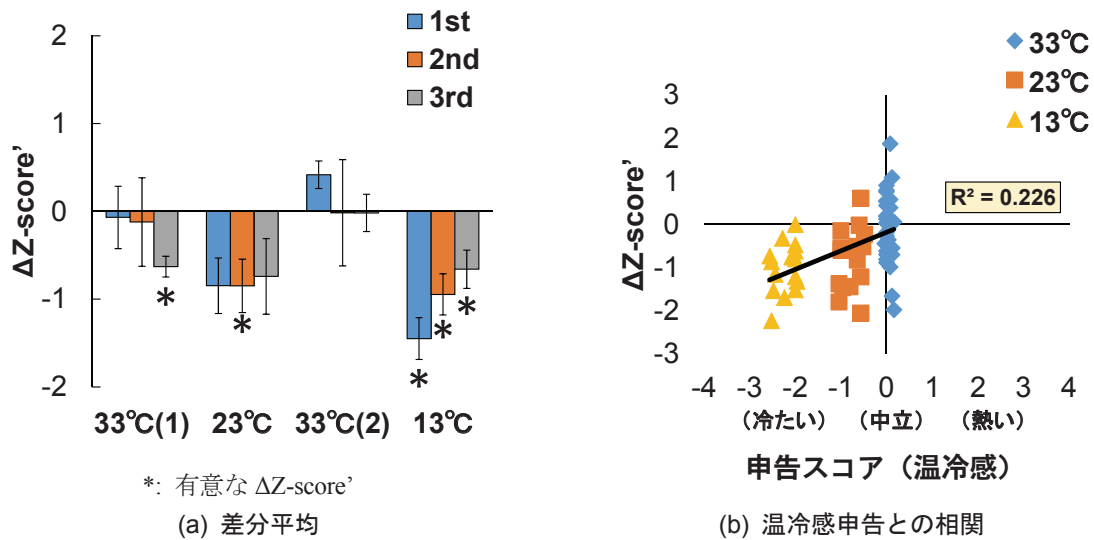 2
1
0
-1
-2
ΔZ-score'
1st
2nd
3rd
*
*
*
*
*
33℃(1) 23℃ 33℃(2) 13℃
*: 有意な ΔZ-score'
(a) 差分平均
33℃
23℃
13℃
3
2
1
0
-1
-2
-3
ΔZ-score'
R² = 0.226
-4 -3 -2 -1 0 1 2 3 4
(冷たい) (中立) (熱い)
申告スコア(温冷感)
(b) 温冷感申告との相関